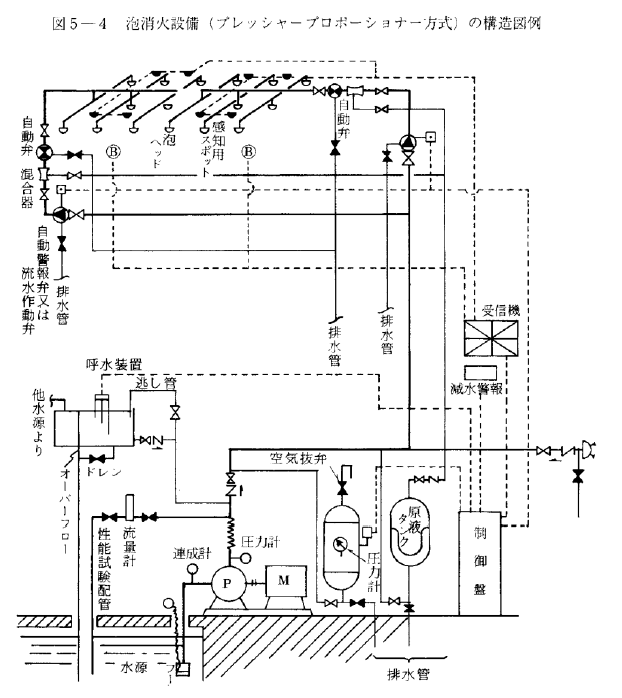 図5－4　泡消火設備（プレッシャープロポーショナー方式）の構造図例
自動弁
自動弁
泡ヘッド
感知用スポット
B
B
混合器
自動警報弁又は
流水作動弁
排水管
排水管
排水管
受信機
減水警報
呼水装置
逃し管
他水源より
ドレン
オーバーフロー
空気抜弁
原液タンク
流量計
性能試験配管
連成計
圧力計
P
M
圧力計
制御盤
水源
排水管